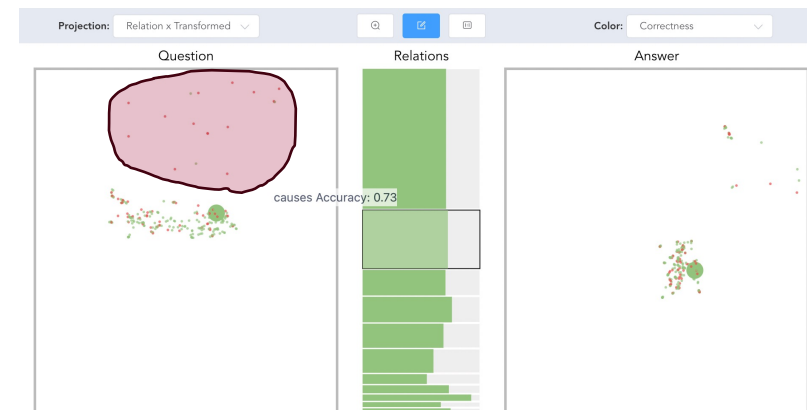 Projection: Relation x Transformed
Color: Correctness
Question
Relations
Answer
causes Accuracy: 0.73